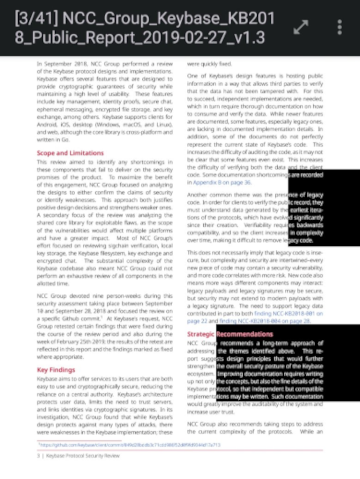 [3/41] NCC_Group_Keybase_KB201
8_Public_Report_2019-02-27_v1.3
In September 2018, NCC Group performed a review
of the Keybase protocol designs and implementations.
Keybase offers several features that are designed to
provide cryptographic guarantees of security while
maintaining a high level of usability. These features
include key management, identity proofs, secure chat,
ephemeral messaging, encrypted file storage, and key
exchange, among others. Keybase supports clients for
Android, iOS, desktop (Windows, macOS, and Linux),
and web, although the core library is cross-platform and
written in Go.
Scope and Limitations
This review aimed to identify any shortcomings in
these components that fail to deliver on the security
promises of the product. To maximize the benefit
of this engagement, NCC Group focused on analyzing
the designs to either confirm the claims of security
or identify weaknesses. This approach both justifies
positive design decisions and strengthens weaker ones.
A secondary focus of the review was analyzing the
shared core library for exploitable flaws, as the scope
of the vulnerabilities would affect multiple platforms
and have a greater impact. Most of NCC Group's
effort focused on reviewing sigchain verification, local
key storage, the Keybase filesystem, key exchange and
encrypted chat. The substantial complexity of the
Keybase codebase also meant NCC Group could not
perform an exhaustive review of all components in the
allotted time.
NCC Group devoted nine person-weeks during this
security assessment taking place between September
18 and September 28, 2018 and focused the review on
a specific Github commit. At Keybase's request, NCC
Group retested certain findings that were fixed during
the course of the review period and also during the
week of February 25th 2019; the results of the retest are
reflected in this report and the findings marked as fixed
where appropriate.
Key Findings
Keybase aims to offer services to its users that are both
easy to use and cryptographically secure, reducing the
reliance on a central authority. Keybase's architecture
protects user data, limits the need to trust servers,
and links identities via cryptographic signatures. In its
investigation, NCC Group found that while Keybase's
design protects against many types of attacks, there
were weaknesses in the Keybase implementation; these
3 | Keybase Protocol Security Review
were quickly fixed.
One of Keybase's design features is hosting public
information in a way that allows third parties to verify
that the data has not been tampered with. For this
to succeed, independent implementations are needed,
which in turn require thorough documentation on how
to consume and verify the data. While newer features
are documented, some features, especially legacy ones,
are lacking in documented implementation details. In
addition, some of the documents do not perfectly
represent the current state of Keybase's code. This
increases the difficulty of auditing the code, as it may not
be clear that some features even exist. This increases
the difficulty of verifying both the data and the client
code. Some documentation shortcomings are recorded
in Appendix B on page 36.
Another common theme was the presence of legacy
code. In order for clients to verify the public record, they
must understand data generated by the earliest itera-
tions of the protocols, which have evolved significantly
since their creation. Verifiability requires backwards
compatibility, and so the client increases in complexity
over time, making it difficult to remove legacy code.
This does not necessarily imply that legacy code is inse-
cure, but complexity and security are interrelated—every
new piece of code may contain a security vulnerability
and more code correlates with more risk. New code also
means more ways different components may interact:
legacy payloads and legacy signatures may be secure,
but security may not extend to modern payloads with
a legacy signature. The need to support legacy data
contributed in part to both finding NCC-KB2018-001 on
page 22 and finding NCC-KB2018-004 on page 28.
Strategic Recommendations
NCC Group recommends a long-term approach of
addressing the themes identified above. This re-
port suggests design principles that would further
strengthen the overall security posture of the Keybase
ecosystem. Improving documentation requires writing
up not only the concepts, but also the fine details of the
Keybase protocol, so that independent but compatible
implementations may be written. Such documentation
would greatly improve the auditability of the system and
increase user trust.
NCC Group also recommends taking steps to address
the current complexity of the protocols. While an